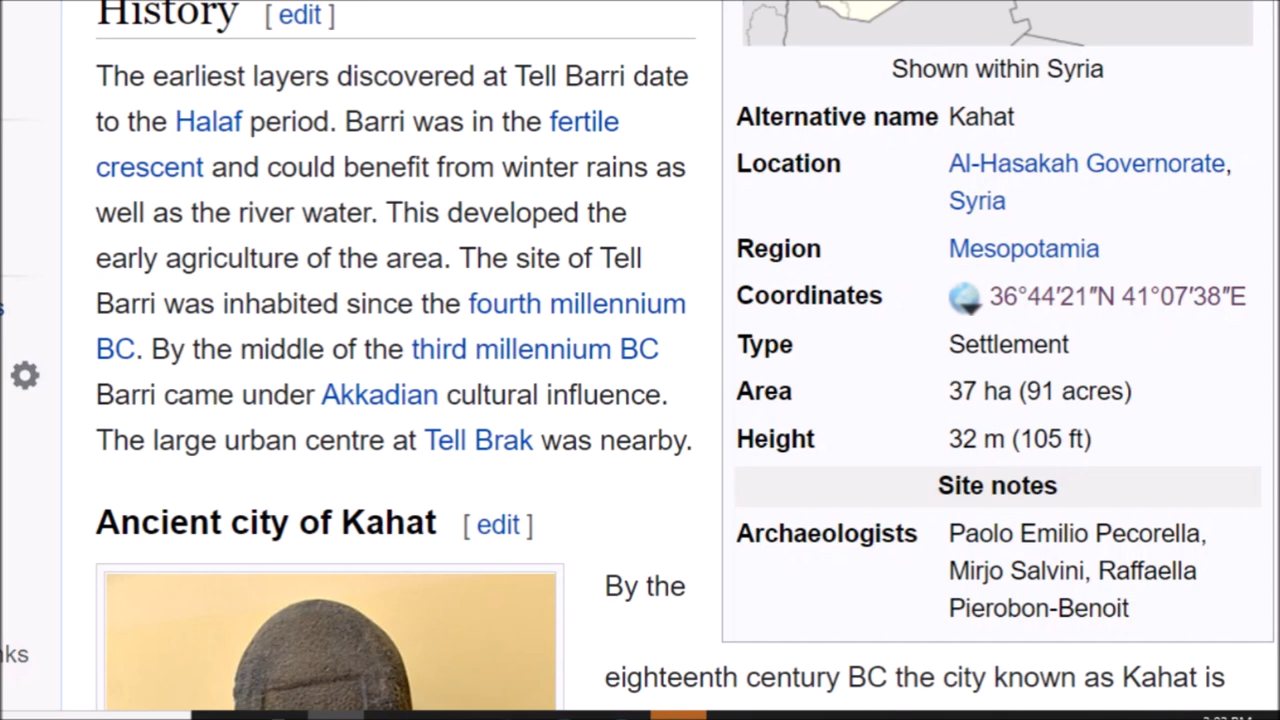 History [ edit ]
The earliest layers discovered at Tell Barri date
to the Halaf period. Barri was in the fertile
crescent and could benefit from winter rains as
well as the river water. This developed the
early agriculture of the area. The site of Tell
Barri was inhabited since the fourth millennium
BC. By the middle of the third millennium BC
Barri came under Akkadian cultural influence.
The large urban centre at Tell Brak was nearby.
Ancient city of Kahat [ edit ]
By the
eighteenth century BC the city known as Kahat is
Shown within Syria
Alternative name Kahat
Location Al-Hasakah Governorate,
Syria
Region Mesopotamia
Coordinates 36°44′21″N 41°07′38″E
Type Settlement
Area 37 ha (91 acres)
Height 32 m (105 ft)
Site notes
Archaeologists Paolo Emilio Pecorella,
Mirjo Salvini, Raffaella
Pierobon-Benoit